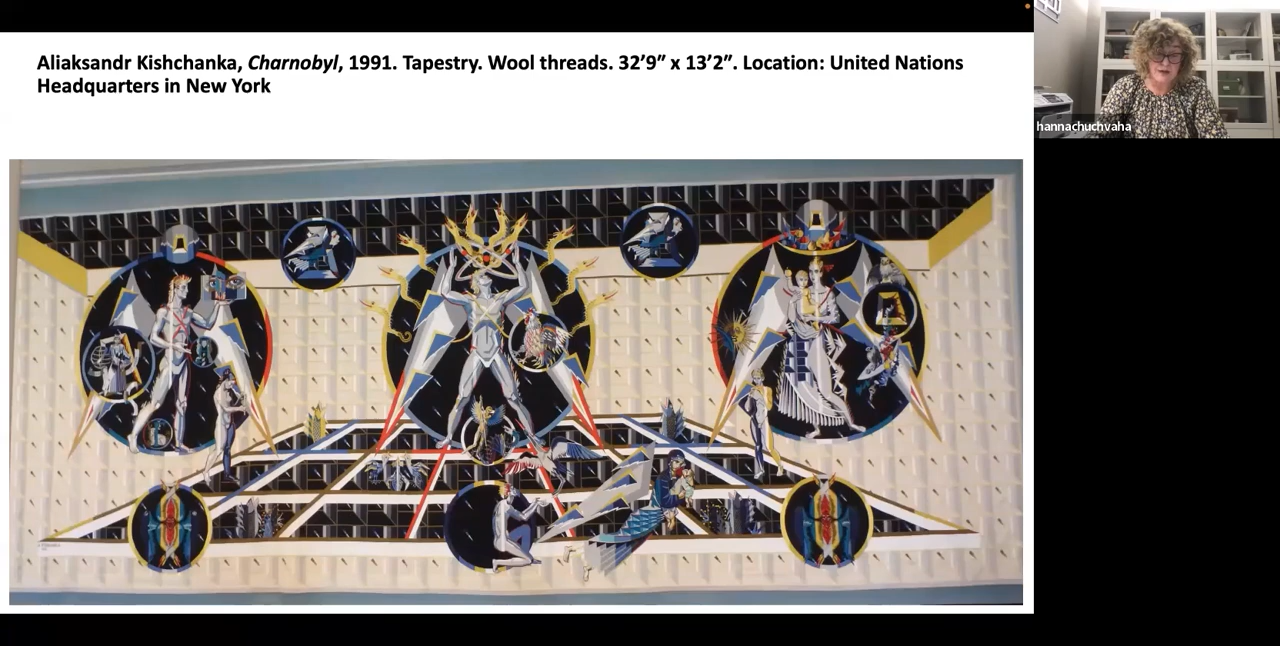 Aliaksandr Kishchanka, Charnobyl, 1991. Tapestry. Wool threads. 32’9” x 13’2”. Location: United Nations
Headquarters in New York
hannachuchvaha